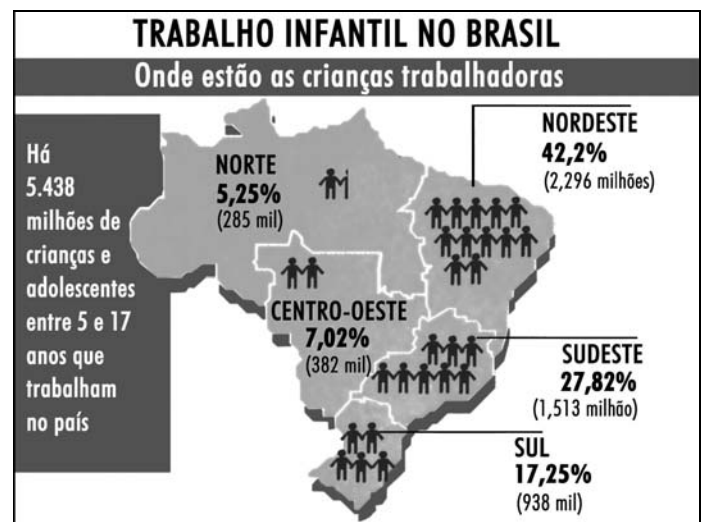 TRABALHO INFANTIL NO BRASIL
Onde estão as crianças trabalhadoras
Há
5.438
milhões de
crianças e
adolescentes
entre 5 e 17
anos que
trabalham
no país
NORTE
5,25%
(285 mil)
NORDESTE
42,2%
(2,296 milhões)
CENTRO-OESTE
7,02%
(382 mil)
SUDESTE
27,82%
(1,513 milhão)
SUL
17,25%
(938 mil)